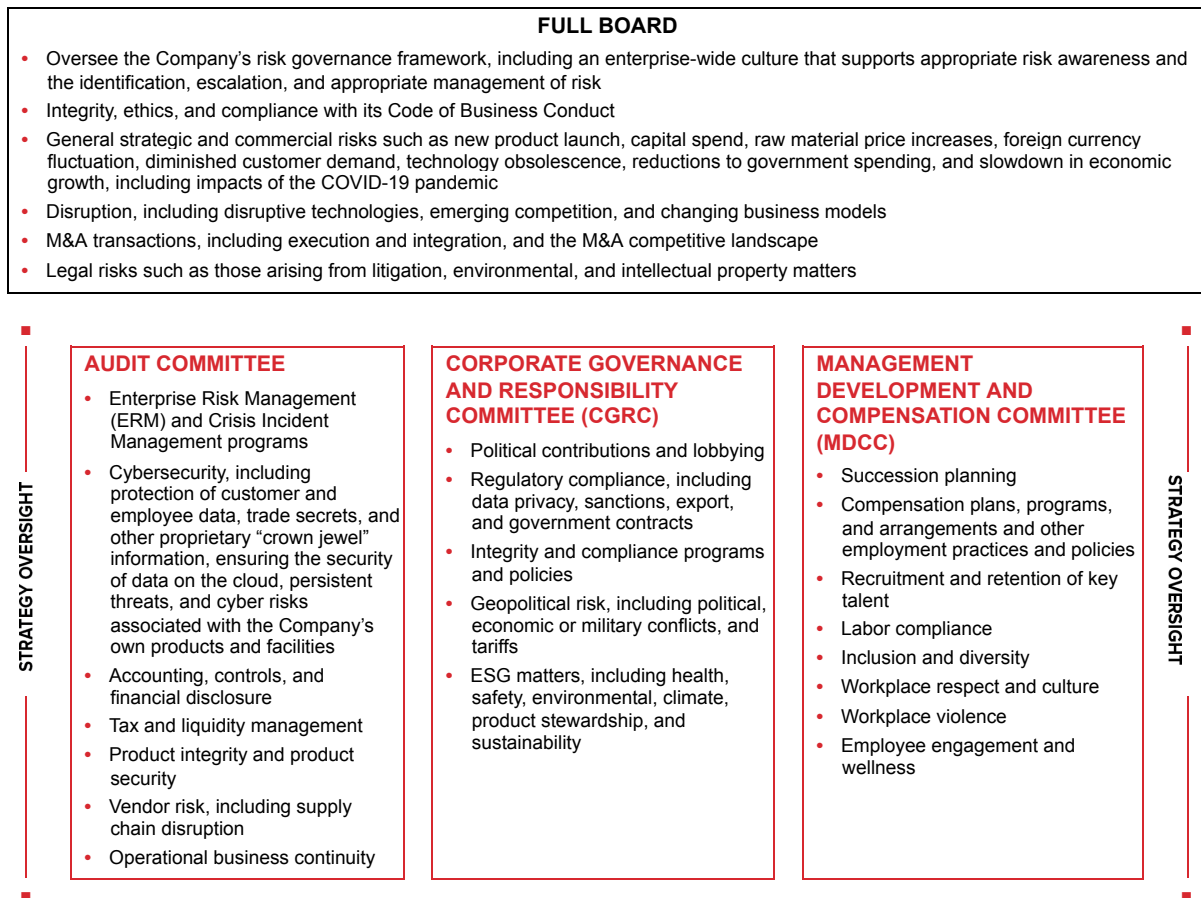 FULL BOARD
• Oversee the Company's risk governance framework, including an enterprise-wide culture that supports appropriate risk awareness and
the identification, escalation, and appropriate management of risk
• Integrity, ethics, and compliance with its Code of Business Conduct
• General strategic and commercial risks such as new product launch, capital spend, raw material price increases, foreign currency
fluctuation, diminished customer demand, technology obsolescence, reductions to government spending, and slowdown in economic
growth, including impacts of the COVID-19 pandemic
• Disruption, including disruptive technologies, emerging competition, and changing business models
• M&A transactions, including execution and integration, and the M&A competitive landscape
• Legal risks such as those arising from litigation, environmental, and intellectual property matters
STRATEGY OVERSIGHT
AUDIT COMMITTEE
• Enterprise Risk Management
(ERM) and Crisis Incident
Management programs
• Cybersecurity, including
protection of customer and
employee data, trade secrets, and
other proprietary “crown jewel”
information, ensuring the security
of data on the cloud, persistent
threats, and cyber risks
associated with the Company's
own products and facilities
• Accounting, controls, and
financial disclosure
• Tax and liquidity management
• Product integrity and product
security
• Vendor risk, including supply
chain disruption
• Operational business continuity
CORPORATE GOVERNANCE
AND RESPONSIBILITY
COMMITTEE (CGRC)
• Political contributions and lobbying
• Regulatory compliance, including
data privacy, sanctions, export,
and government contracts
• Integrity and compliance programs
and policies
• Geopolitical risk, including political,
economic or military conflicts, and
tariffs
• ESG matters, including health,
safety, environmental, climate,
product stewardship, and
sustainability
MANAGEMENT
DEVELOPMENT AND
COMPENSATION COMMITTEE
(MDCC)
• Succession planning
• Compensation plans, programs,
and arrangements and other
employment practices and policies
• Recruitment and retention of key
talent
• Labor compliance
• Inclusion and diversity
• Workplace respect and culture
• Workplace violence
• Employee engagement and
wellness
STRATEGY OVERSIGHT